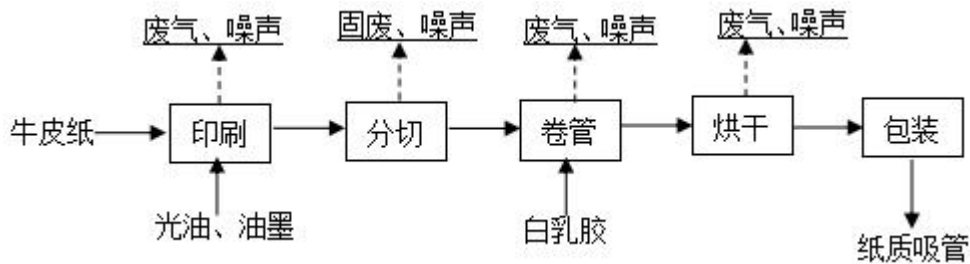 废气、噪声
固废、噪声
废气、噪声
废气、噪声
牛皮纸
印刷
分切
卷管
烘干
包装
光油、油墨
白乳胶
纸质吸管